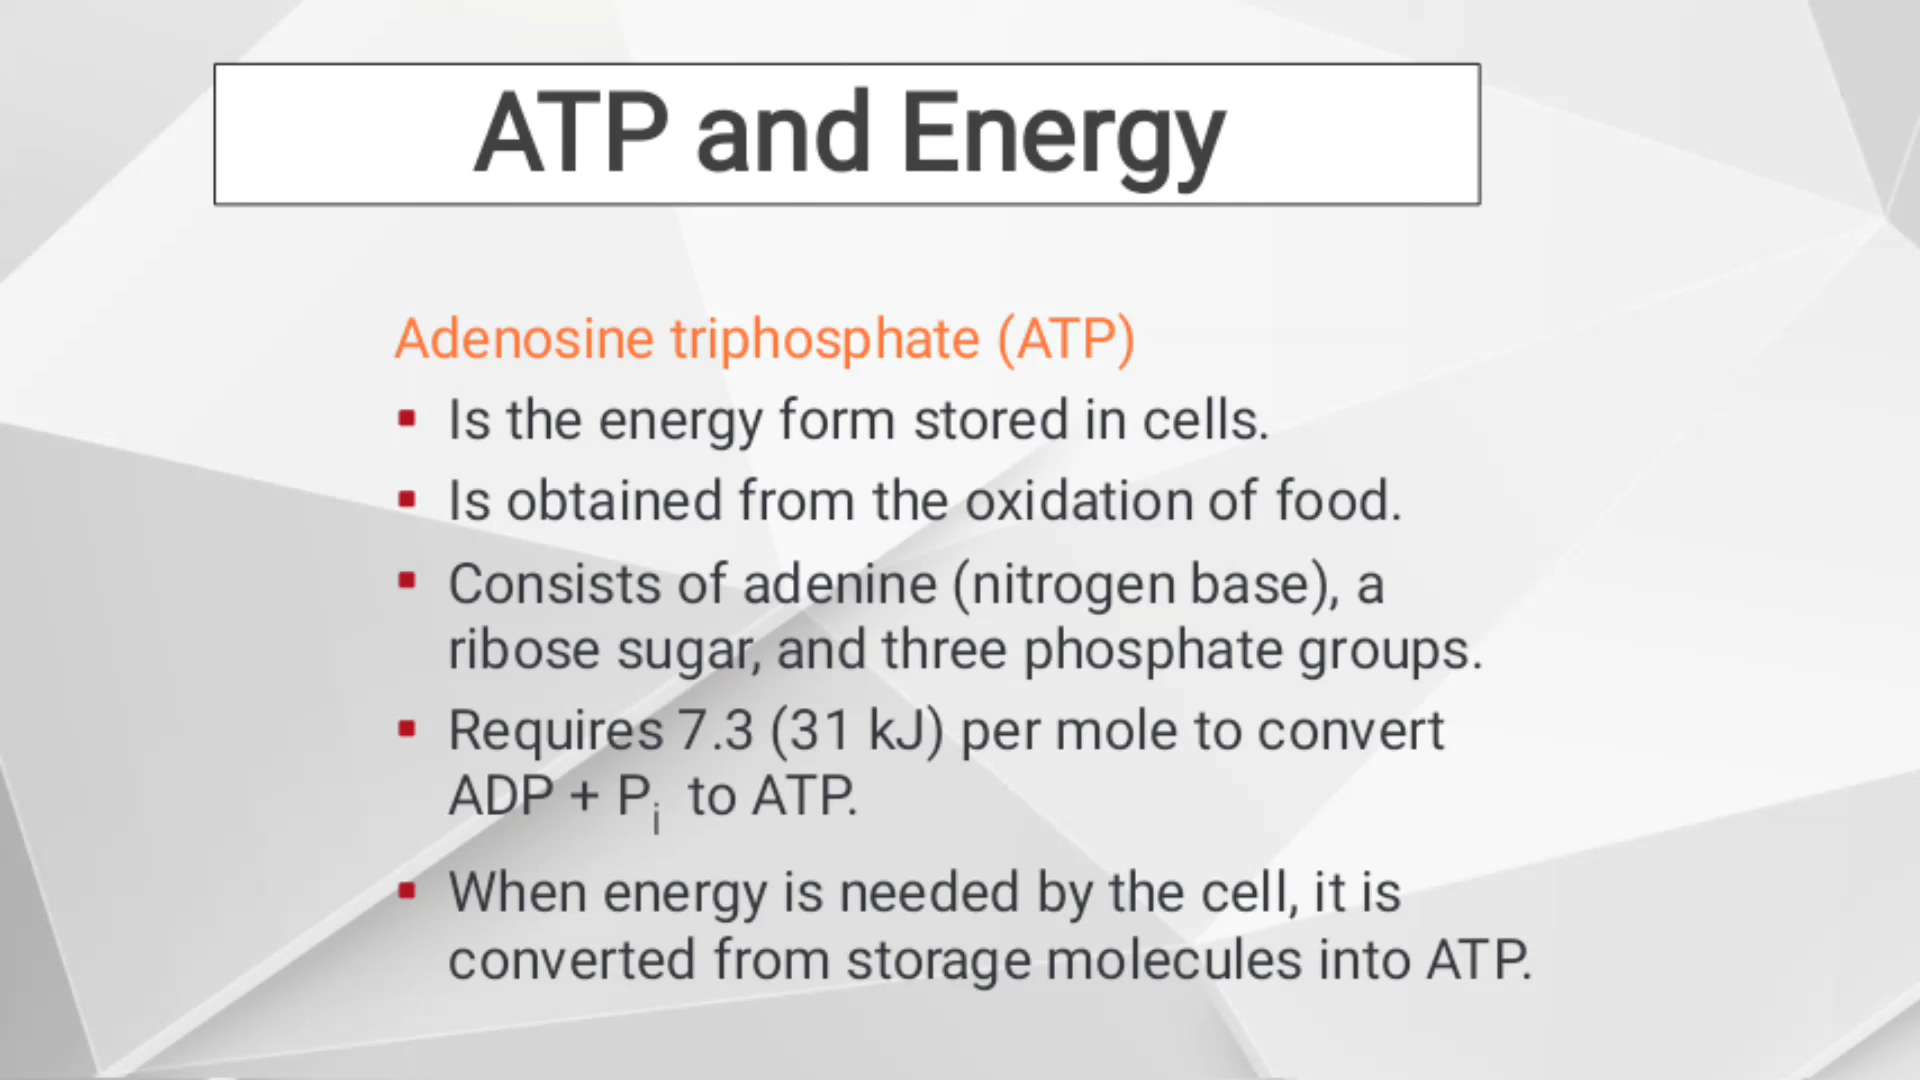 ATP and Energy
Adenosine triphosphate (ATP)
▪ Is the energy form stored in cells.
▪ Is obtained from the oxidation of food.
▪ Consists of adenine (nitrogen base), a
ribose sugar, and three phosphate groups.
▪ Requires 7.3 (31 kJ) per mole to convert
ADP + Pi to ATP.
▪ When energy is needed by the cell, it is
converted from storage molecules into ATP.